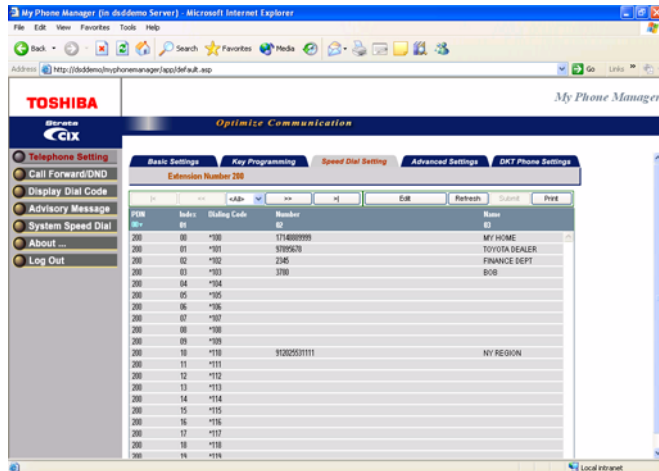 My Phone Manager (in dsddemo Server) - Microsoft Internet Explorer
File Edit View Favorites Tools Help
Back Search Favorites Media
Address http://dsddemo/myphonemanager/app/default.asp Go Links »
TOSHIBA
My Phone Manager
Strata
CIX
Optimize Communication
Telephone Setting
Call Forward/DND
Display Dial Code
Advisory Message
System Speed Dial
About ...
Log Out
Basic Settings Key Programming Speed Dial Setting Advanced Settings DKT Phone Settings
Extension Number 200
|< << <All> >> >| Edit Refresh Submit Print
PDN Index Dialing Code Number Name
00 01 02 03
200 00 *100 17148889999 MY HOME
200 01 *101 97895678 TOYOTA DEALER
200 02 *102 2345 FINANCE DEPT
200 03 *103 3700 BOB
200 04 *104
200 05 *105
200 06 *106
200 07 *107
200 08 *108
200 09 *109
200 10 *110 912025531111 NY REGION
200 11 *111
200 12 *112
200 13 *113
200 14 *114
200 15 *115
200 16 *116
200 17 *117
200 18 *118
200 19 *119
Local intranet